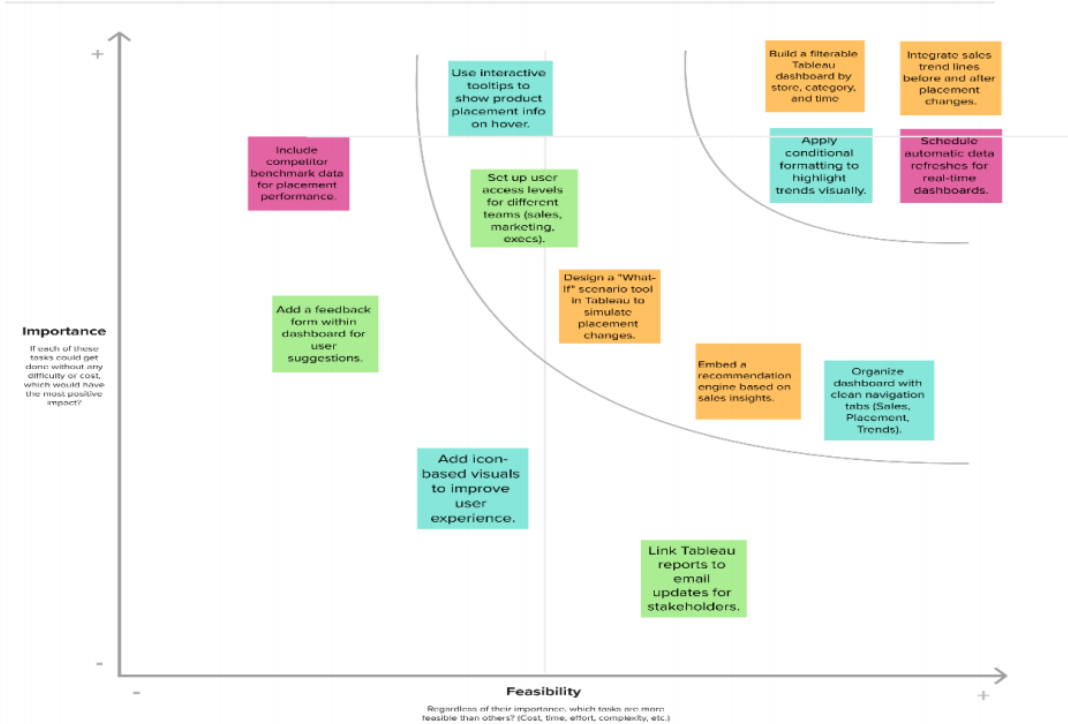 +
Build a filterable
Tableau
dashboard by
store, category,
and time
Integrate sales
trend lines
before and after
placement
changes.
Use interactive
tooltips to
show product
placement info
on hover.
Include
competitor
benchmark data
for placement
performance.
Apply
conditional
formatting to
highlight
trends visually.
Schedule
automatic data
refreshes for
real-time
dashboards.
Set up user
access levels
for different
teams (sales,
marketing,
execs).
Design a "What-
If" scenario tool
in Tableau to
simulate
placement
changes.
Add a feedback
form within
dashboard for
user
suggestions.
Importance
If each of these
tasks could get
done without any
difficulty or cost,
which would have
the most positive
impact?
Embed a
recommendation
engine based on
sales insights.
Organize
dashboard with
clean navigation
tabs (Sales,
Placement,
Trends).
Add icon-
based visuals
to improve
user
experience.
Link Tableau
reports to
email
updates for
stakeholders.
-
-
Feasibility
+
Regardless of their importance, which tasks are more
feasible than others? (Cost, time, effort, complexity, etc.)